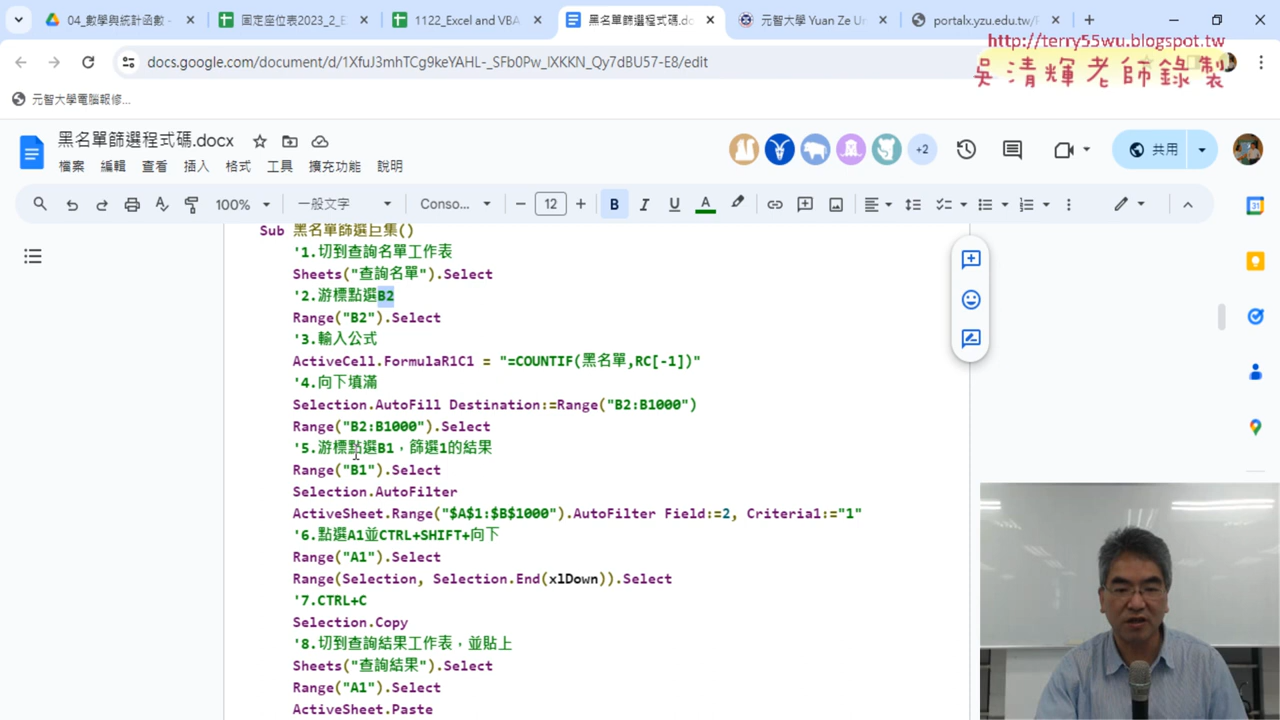 04_數學與統計函數 -
固定座位表2023_2_E
1122_Excel and VBA
黑名單篩選程式碼.dc
元智大學 Yuan Ze Un
portalx.yzu.edu.tw/
http://terry55wu.blogspot.tw
docs.google.com/document/d/1XfuJ3mhTCg9keYAHL-_SFb0Pw_lXKKN_Qy7dBU57-E8/edit
吳清輝老師錄製
元智大學電腦報修...
黑名單篩選程式碼.docx
+2
共用
檔案 編輯 查看 插入 格式 工具 擴充功能 說明
100% 一般文字 Conso... 12 B I U A
Sub 黑名單篩選巨集()
'1.切到查詢名單工作表
Sheets("查詢名單").Select
'2.游標點選B2
Range("B2").Select
'3.輸入公式
ActiveCell.FormulaR1C1 = "=COUNTIF(黑名單,RC[-1])"
'4.向下填滿
Selection.AutoFill Destination:=Range("B2:B1000")
Range("B2:B1000").Select
'5.游標點選B1，篩選1的結果
Range("B1").Select
Selection.AutoFilter
ActiveSheet.Range("$A$1:$B$1000").AutoFilter Field:=2, Criteria1:="1"
'6.點選A1並CTRL+SHIFT+向下
Range("A1").Select
Range(Selection, Selection.End(xlDown)).Select
'7.CTRL+C
Selection.Copy
'8.切到查詢結果工作表，並貼上
Sheets("查詢結果").Select
Range("A1").Select
ActiveSheet.Paste